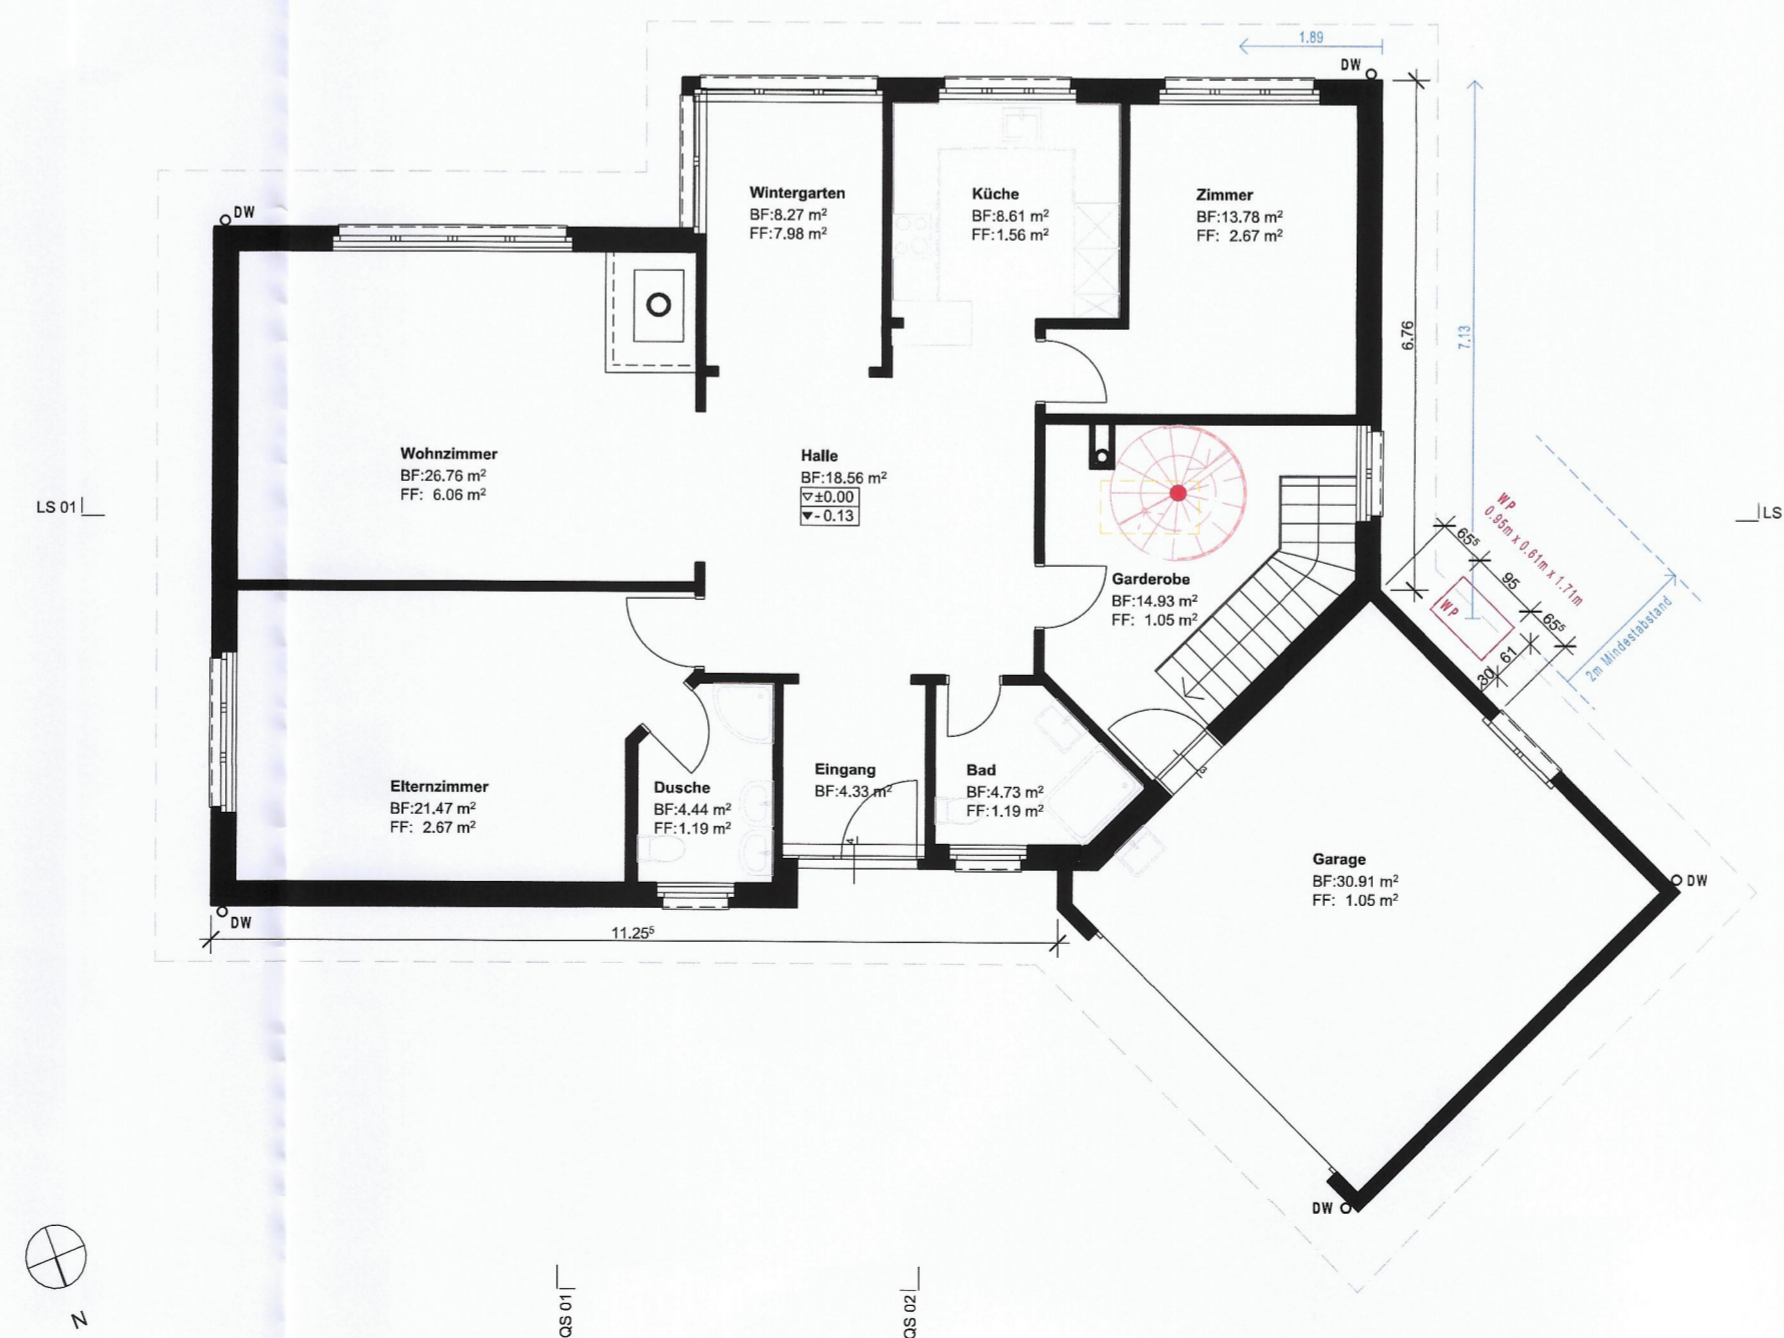 1.89
DW
DW
Wintergarten
BF:8.27 m²
FF:7.98 m²
Küche
BF:8.61 m²
FF:1.56 m²
Zimmer
BF:13.78 m²
FF: 2.67 m²
6.76
7.13
Wohnzimmer
BF:26.76 m²
FF: 6.06 m²
Halle
BF:18.56 m²
±0.00
- 0.13
LS 01
LS
WP
0.95m x 0.61m x 1.71m
65⁵
95
65⁵
WP
61
30
2m Mindestabstand
Garderobe
BF:14.93 m²
FF: 1.05 m²
Elternzimmer
BF:21.47 m²
FF: 2.67 m²
Dusche
BF:4.44 m²
FF:1.19 m²
Eingang
BF:4.33 m²
4
Bad
BF:4.73 m²
FF:1.19 m²
3
Garage
BF:30.91 m²
FF: 1.05 m²
DW
DW
11.25⁵
DW
N
QS 01
QS 02